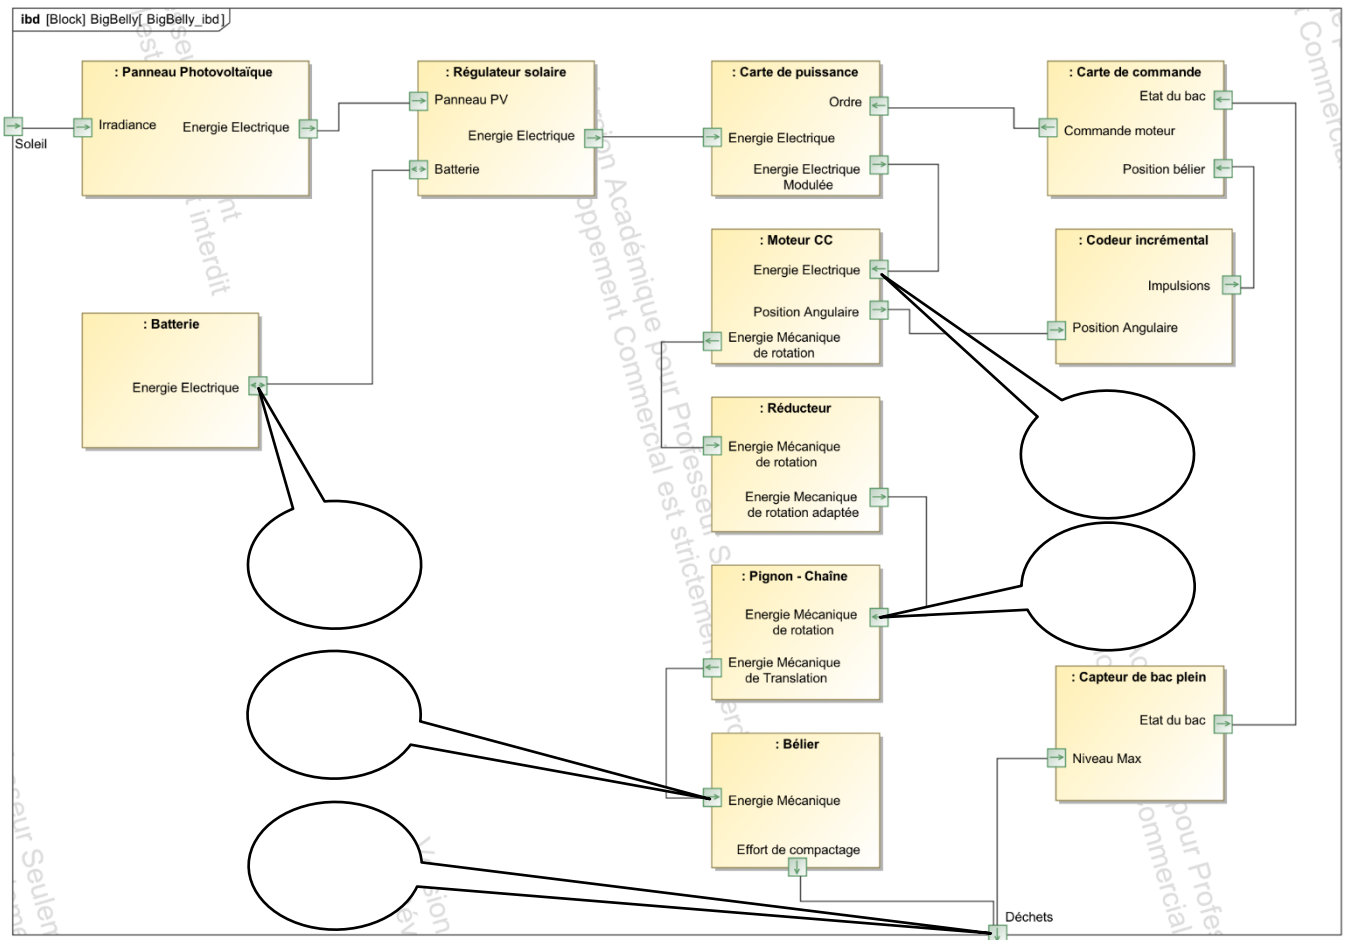 ibd [Block] BigBelly[ BigBelly_ibd]
Soleil
: Panneau Photovoltaïque
Irradiance
Energie Electrique
: Régulateur solaire
Panneau PV
Energie Electrique
Batterie
: Carte de puissance
Ordre
Energie Electrique
Energie Electrique
Modulée
: Carte de commande
Etat du bac
Commande moteur
Position bélier
: Moteur CC
Energie Electrique
Position Angulaire
Energie Mécanique
de rotation
: Codeur incrémental
Impulsions
Position Angulaire
: Batterie
Energie Electrique
: Réducteur
Energie Mécanique
de rotation
Energie Mecanique
de rotation adaptée
: Pignon - Chaîne
Energie Mécanique
de rotation
Energie Mécanique
de Translation
: Capteur de bac plein
Etat du bac
Niveau Max
: Bélier
Energie Mécanique
Effort de compactage
Déchets